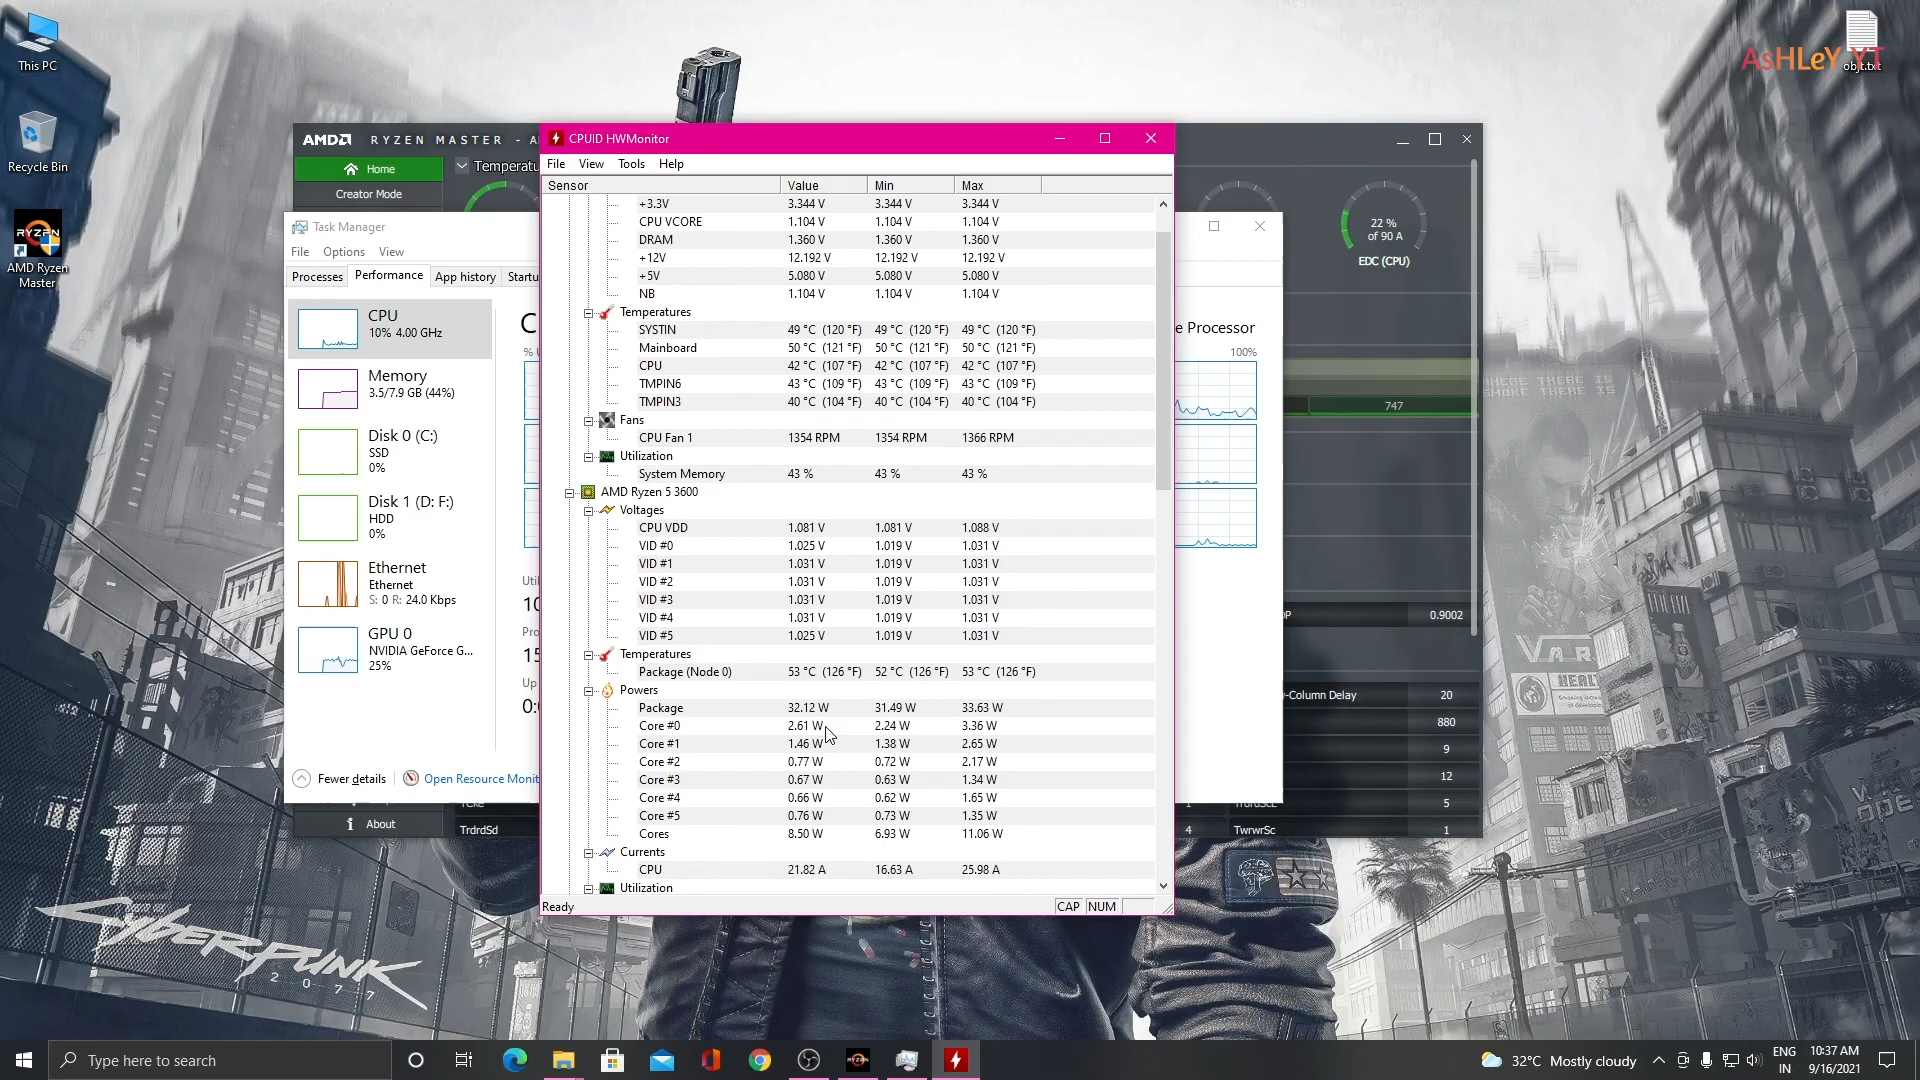 This PC
Recycle Bin
AMD Ryzen
Master
AsHLeY YT
objt.txt
AMD RYZEN MASTER - A
Home
Creator Mode
Temperatu
22 %
of 90 A
EDC (CPU)
747
0.9002
y-Column Delay 20
880
9
12
5
4 TwrwrSc 1
About
TrdrdSd
Task Manager
File Options View
Processes Performance App history Startu
CPU
10% 4.00 GHz
Memory
3.5/7.9 GB (44%)
Disk 0 (C:)
SSD
0%
Disk 1 (D: F:)
HDD
0%
Ethernet
Ethernet
S: 0 R: 24.0 Kbps
GPU 0
NVIDIA GeForce G...
25%
e Processor
100%
Fewer details
Open Resource Monit
CPUID HWMonitor
File View Tools Help
Sensor Value Min Max
+3.3V 3.344 V 3.344 V 3.344 V
CPU VCORE 1.104 V 1.104 V 1.104 V
DRAM 1.360 V 1.360 V 1.360 V
+12V 12.192 V 12.192 V 12.192 V
+5V 5.080 V 5.080 V 5.080 V
NB 1.104 V 1.104 V 1.104 V
Temperatures
SYSTIN 49 °C (120 °F) 49 °C (120 °F) 49 °C (120 °F)
Mainboard 50 °C (121 °F) 50 °C (121 °F) 50 °C (121 °F)
CPU 42 °C (107 °F) 42 °C (107 °F) 42 °C (107 °F)
TMPIN6 43 °C (109 °F) 43 °C (109 °F) 43 °C (109 °F)
TMPIN3 40 °C (104 °F) 40 °C (104 °F) 40 °C (104 °F)
Fans
CPU Fan 1 1354 RPM 1354 RPM 1366 RPM
Utilization
System Memory 43 % 43 % 43 %
AMD Ryzen 5 3600
Voltages
CPU VDD 1.081 V 1.081 V 1.088 V
VID #0 1.025 V 1.019 V 1.031 V
VID #1 1.031 V 1.019 V 1.031 V
VID #2 1.031 V 1.019 V 1.031 V
VID #3 1.031 V 1.019 V 1.031 V
VID #4 1.031 V 1.019 V 1.031 V
VID #5 1.025 V 1.019 V 1.031 V
Temperatures
Package (Node 0) 53 °C (126 °F) 52 °C (126 °F) 53 °C (126 °F)
Powers
Package 32.12 W 31.49 W 33.63 W
Core #0 2.61 W 2.24 W 3.36 W
Core #1 1.46 W 1.38 W 2.65 W
Core #2 0.77 W 0.72 W 2.17 W
Core #3 0.67 W 0.63 W 1.34 W
Core #4 0.66 W 0.62 W 1.65 W
Core #5 0.76 W 0.73 W 1.35 W
Cores 8.50 W 6.93 W 11.06 W
Currents
CPU 21.82 A 16.63 A 25.98 A
Utilization
Ready CAP NUM
CYBERPUNK
2077
Type here to search
32°C Mostly cloudy
ENG
IN
10:37 AM
9/16/2021